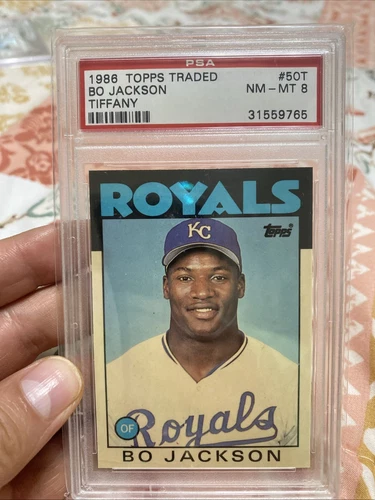 PSA
1986 TOPPS TRADED #50T
BO JACKSON NM-MT 8
TIFFANY 31559765
ROYALS
Topps
KC
Royals
OF
BO JACKSON